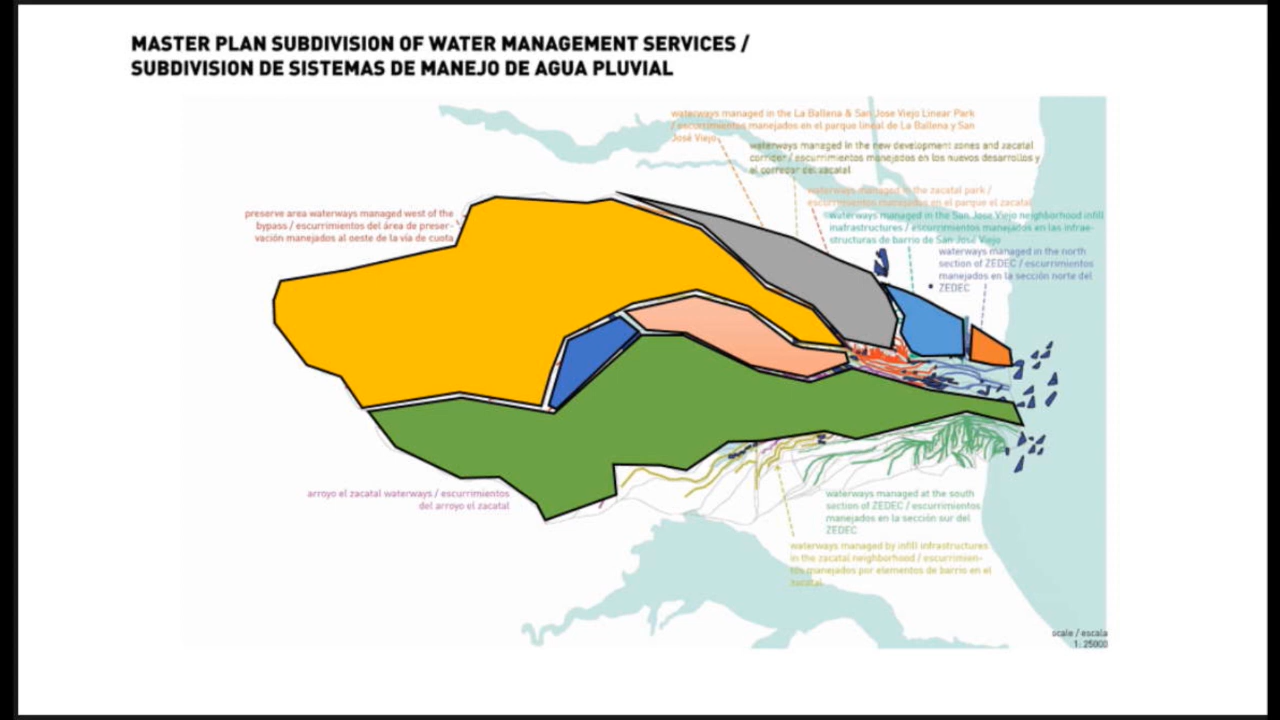 MASTER PLAN SUBDIVISION OF WATER MANAGEMENT SERVICES /
SUBDIVISION DE SISTEMAS DE MANEJO DE AGUA PLUVIAL
waterways managed in the La Ballena & San Jose Viejo Linear Park
/ escurrimientos manejados en el parque lineal de La Ballena y San
José Viejo
waterways managed in the new development zones and zacatal
corridor / escurrimientos manejados en los nuevos desarrollos y
el corredor del zacatal
waterways managed in the zacatal park /
escurrimientos manejados en el parque el zacatal
waterways managed in the San Jose Viejo neighborhood infill
infrastructures / escurrimientos manejados en las infrae-
structuras de barrio de San José Viejo
preserve area waterways managed west of the
bypass / escurrimientos del área de preser-
vación manejados al oeste de la vía de cuota
waterways managed in the north
section of ZEDEC / escurrimientos
manejados en la sección norte del
ZEDEC
arroyo el zacatal waterways / escurrimientos
del arroyo el zacatal
waterways managed at the south
section of ZEDEC / escurrimientos
manejados en la sección sur del
ZEDEC
waterways managed by infill infrastructures
in the zacatal neighborhood / escurrimien-
tos manejados por elementos de barrio en el
zacatal
scale / escala
1: 25000